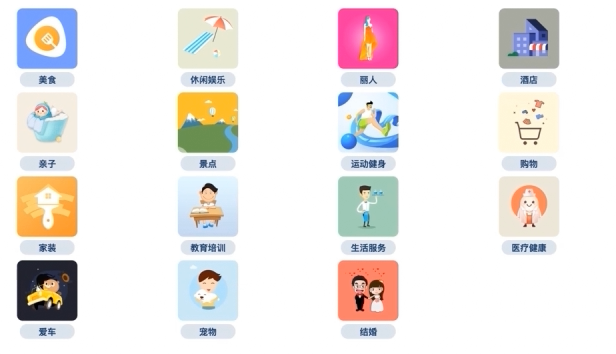 美食
休闲娱乐
丽人
酒店
亲子
景点
运动健身
购物
家装
教育培训
生活服务
医疗健康
爱车
宠物
结婚